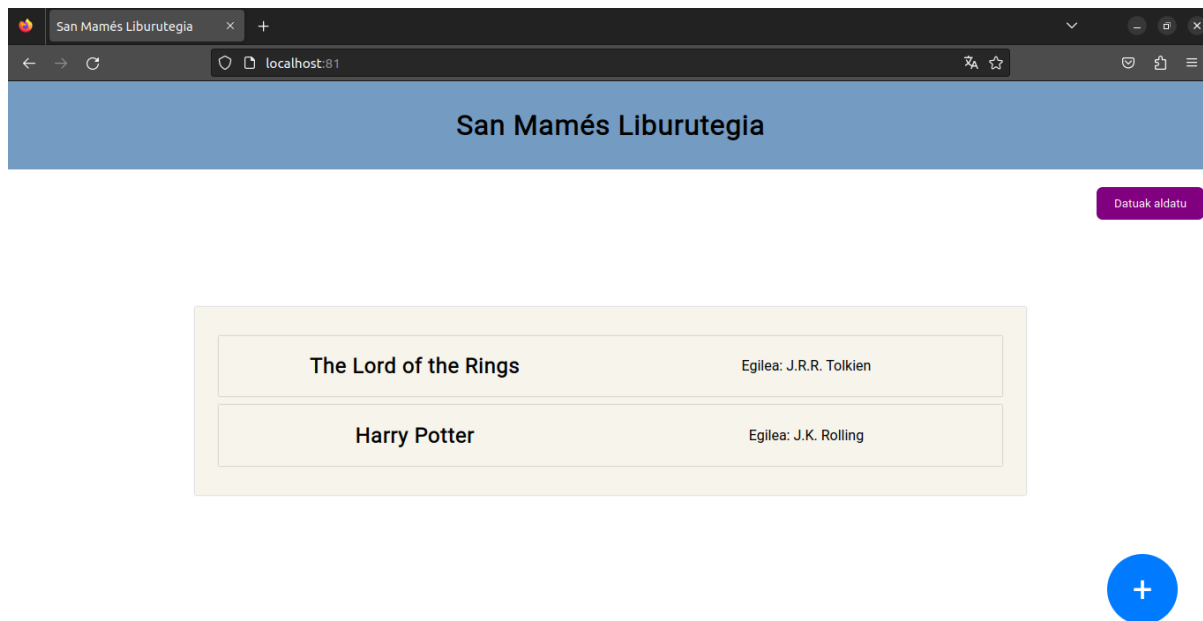 San Mamés Liburutegia
localhost:81
San Mamés Liburutegia
Datuak aldatu
The Lord of the Rings
Egilea: J.R.R. Tolkien
Harry Potter
Egilea: J.K. Rolling
+